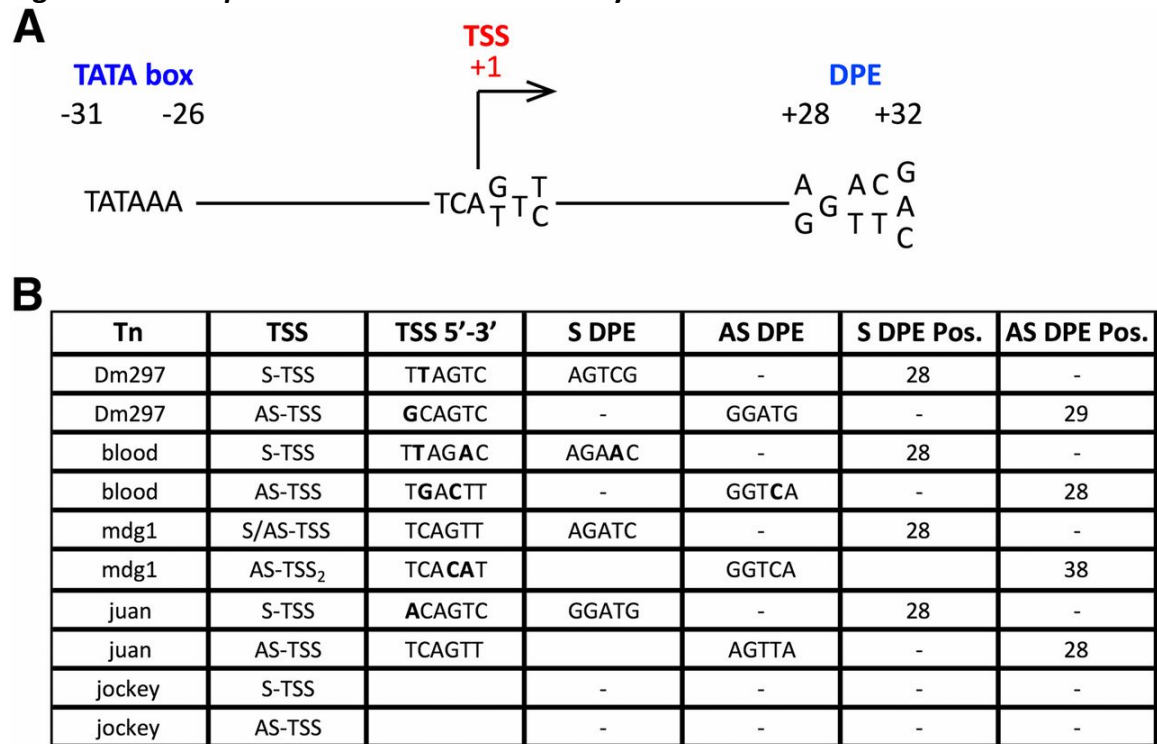 A
TSS
+1
TATA box
DPE
-31 -26
+28 +32
TATAAA
TCA G T T T C
A G G A T C T G A C
B
Tn TSS TSS 5’-3’ S DPE AS DPE S DPE Pos. AS DPE Pos.
Dm297 S-TSS TTAGTC AGTCG - 28 -
Dm297 AS-TSS GCAGTC - GGATG - 29
blood S-TSS TTAGAC AGAAC - 28 -
blood AS-TSS TGACTT - GGTCA - 28
mdg1 S/AS-TSS TCAGTT AGATC - 28 -
mdg1 AS-TSS2 TCACAT GGTCA 38
juan S-TSS ACAGTC GGATG - 28 -
juan AS-TSS TCAGTT AGTTA - 28
jockey S-TSS - - - -
jockey AS-TSS - - - -